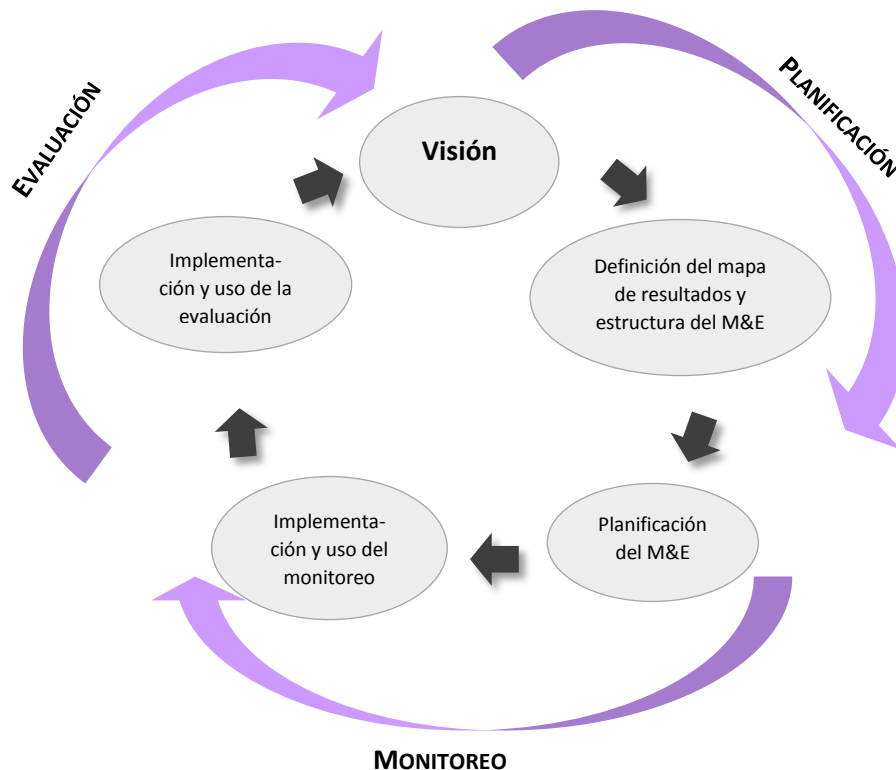 EVALUACIÓN
PLANIFICACIÓN
Visión
Definición del mapa
de resultados y
estructura del M&E
Planificación
del M&E
Implementa-
ción y uso del
monitoreo
Implementa-
ción y uso de la
evaluación
MONITOREO